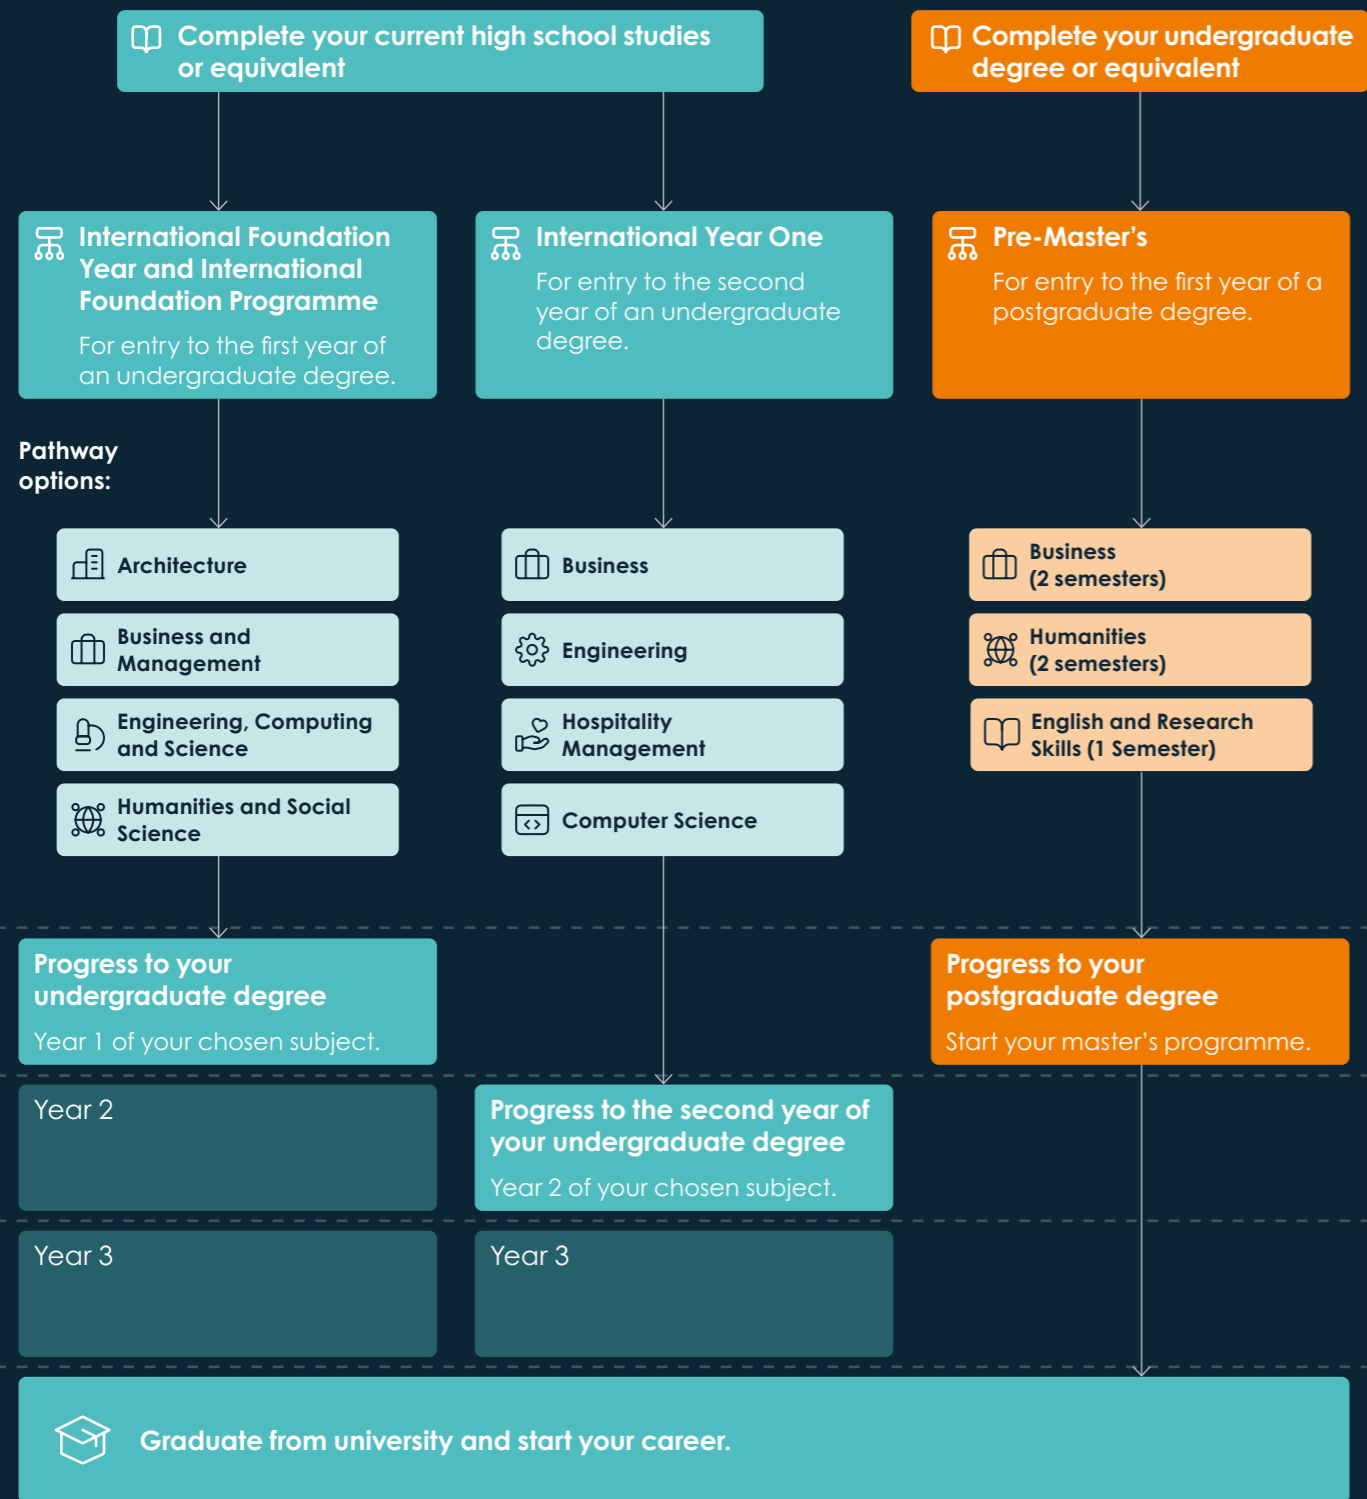 Complete your current high school studies
or equivalent
Complete your undergraduate
degree or equivalent
International Foundation
Year and International
Foundation Programme
For entry to the first year of
an undergraduate degree.
International Year One
For entry to the second
year of an undergraduate
degree.
Pre-Master’s
For entry to the first year of a
postgraduate degree.
Pathway
options:
Architecture
Business and
Management
Engineering, Computing
and Science
Humanities and Social
Science
Business
Engineering
Hospitality
Management
Computer Science
Business
(2 semesters)
Humanities
(2 semesters)
English and Research
Skills (1 Semester)
Progress to your
undergraduate degree
Year 1 of your chosen subject.
Progress to your
postgraduate degree
Start your master’s programme.
Year 2
Progress to the second year of
your undergraduate degree
Year 2 of your chosen subject.
Year 3
Year 3
Graduate from university and start your career.